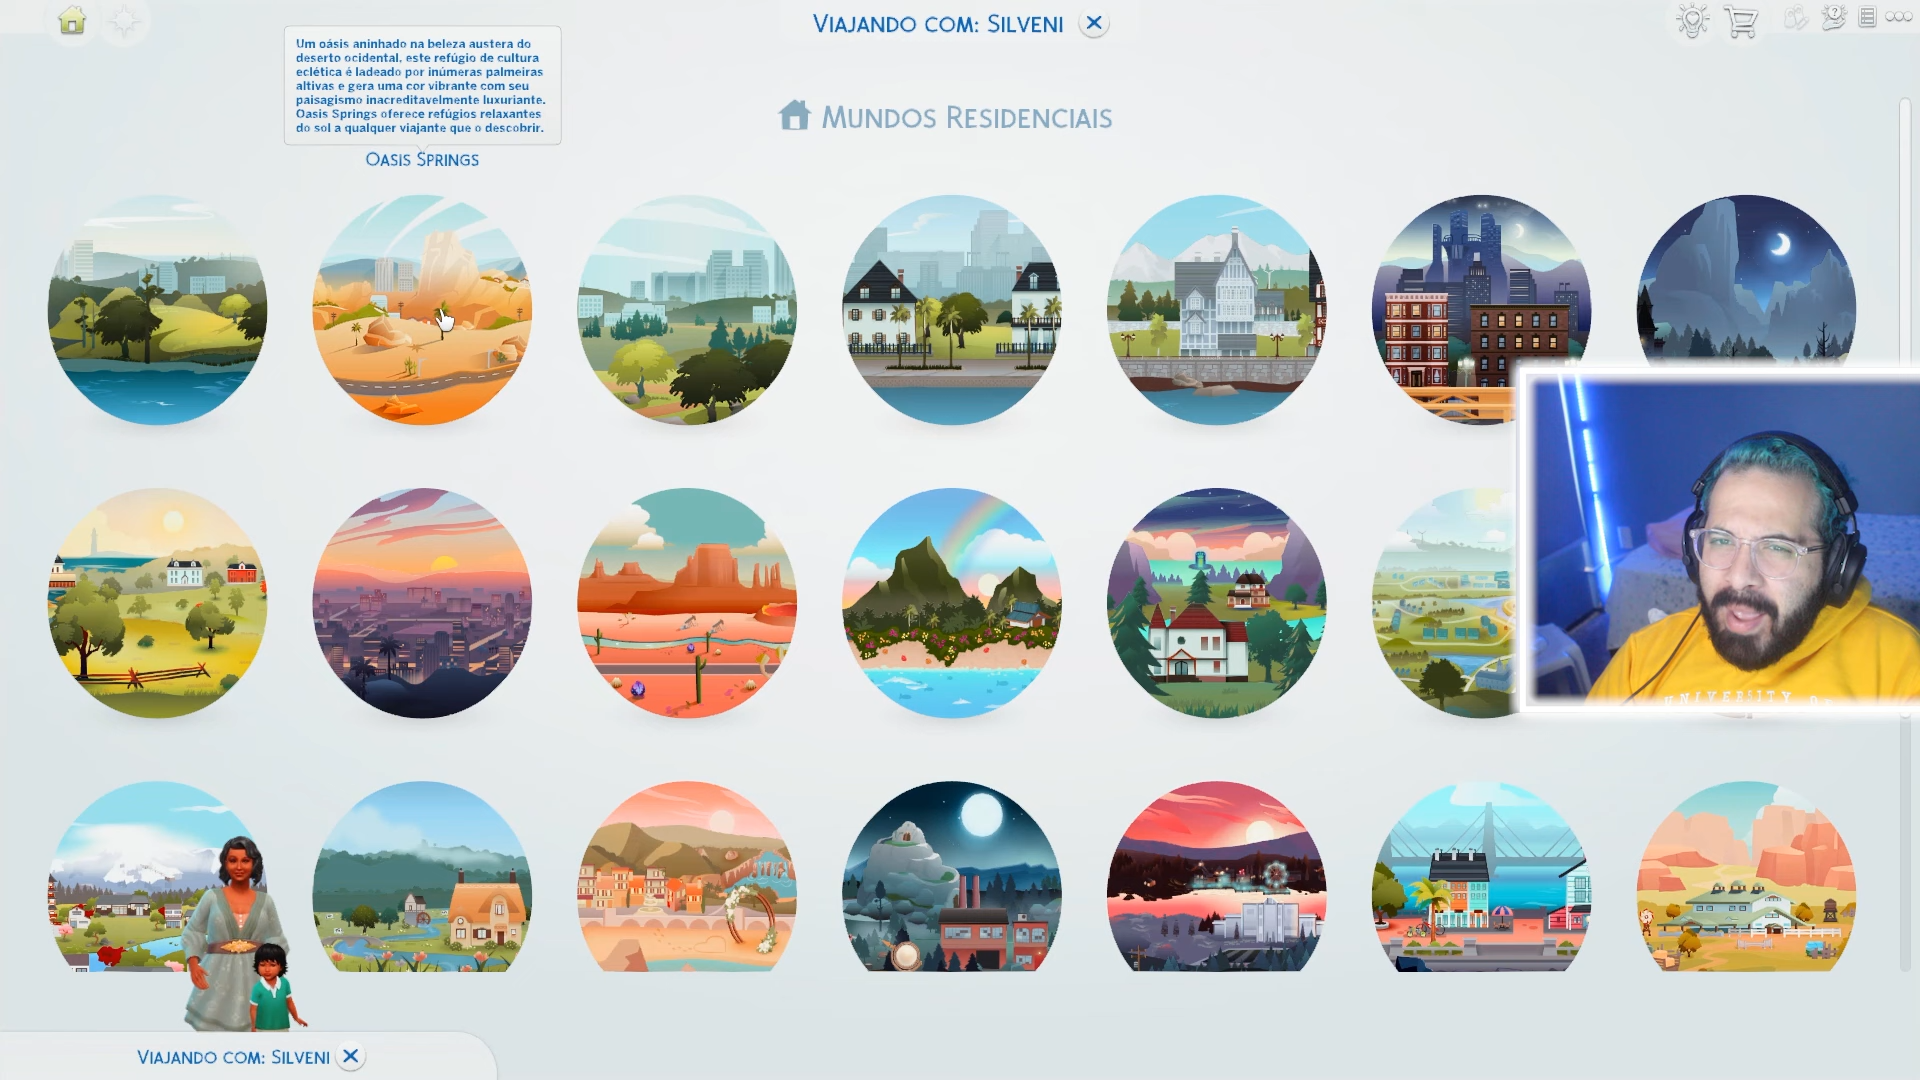 VIAJANDO COM: SILVENI
Um oásis aninhado na beleza austera do
deserto ocidental, este refúgio de cultura
eclética é ladeado por inúmeras palmeiras
altivas e gera uma cor vibrante com seu
paisagismo inacreditavelmente luxuriante.
Oasis Springs oferece refúgios relaxantes
do sol a qualquer viajante que o descobrir.
MUNDOS RESIDENCIAIS
OASIS SPRINGS
UNIVERSITY OF
VIAJANDO COM: SILVENI